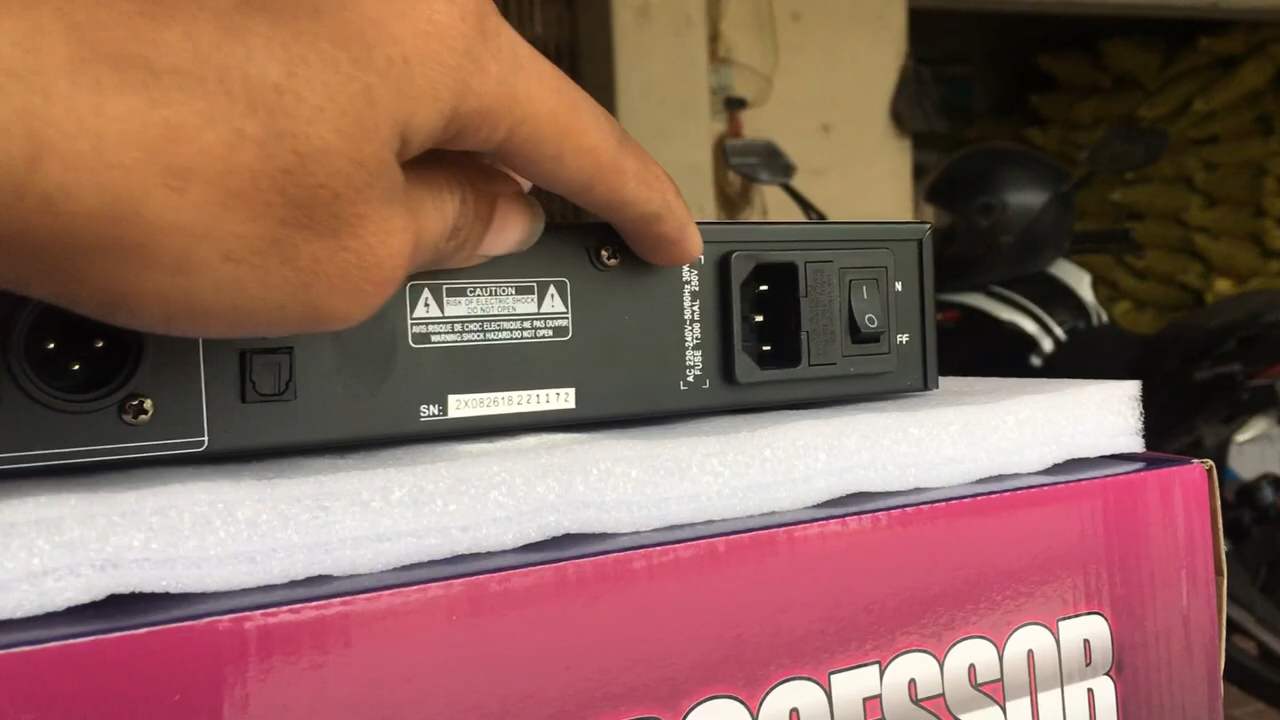 CAUTION
RISK OF ELECTRIC SHOCK
DO NOT OPEN
AVIS:RISQUE DE CHOC ELECTRIQUE-NE PAS OUVRIR
WARNING:SHOCK HAZARD-DO NOT OPEN
SN: 2X082618221172
AC 220-240V~50/60Hz 30W
FUSE T300 mAL 250V
I
O
N
FF
OCESSOR